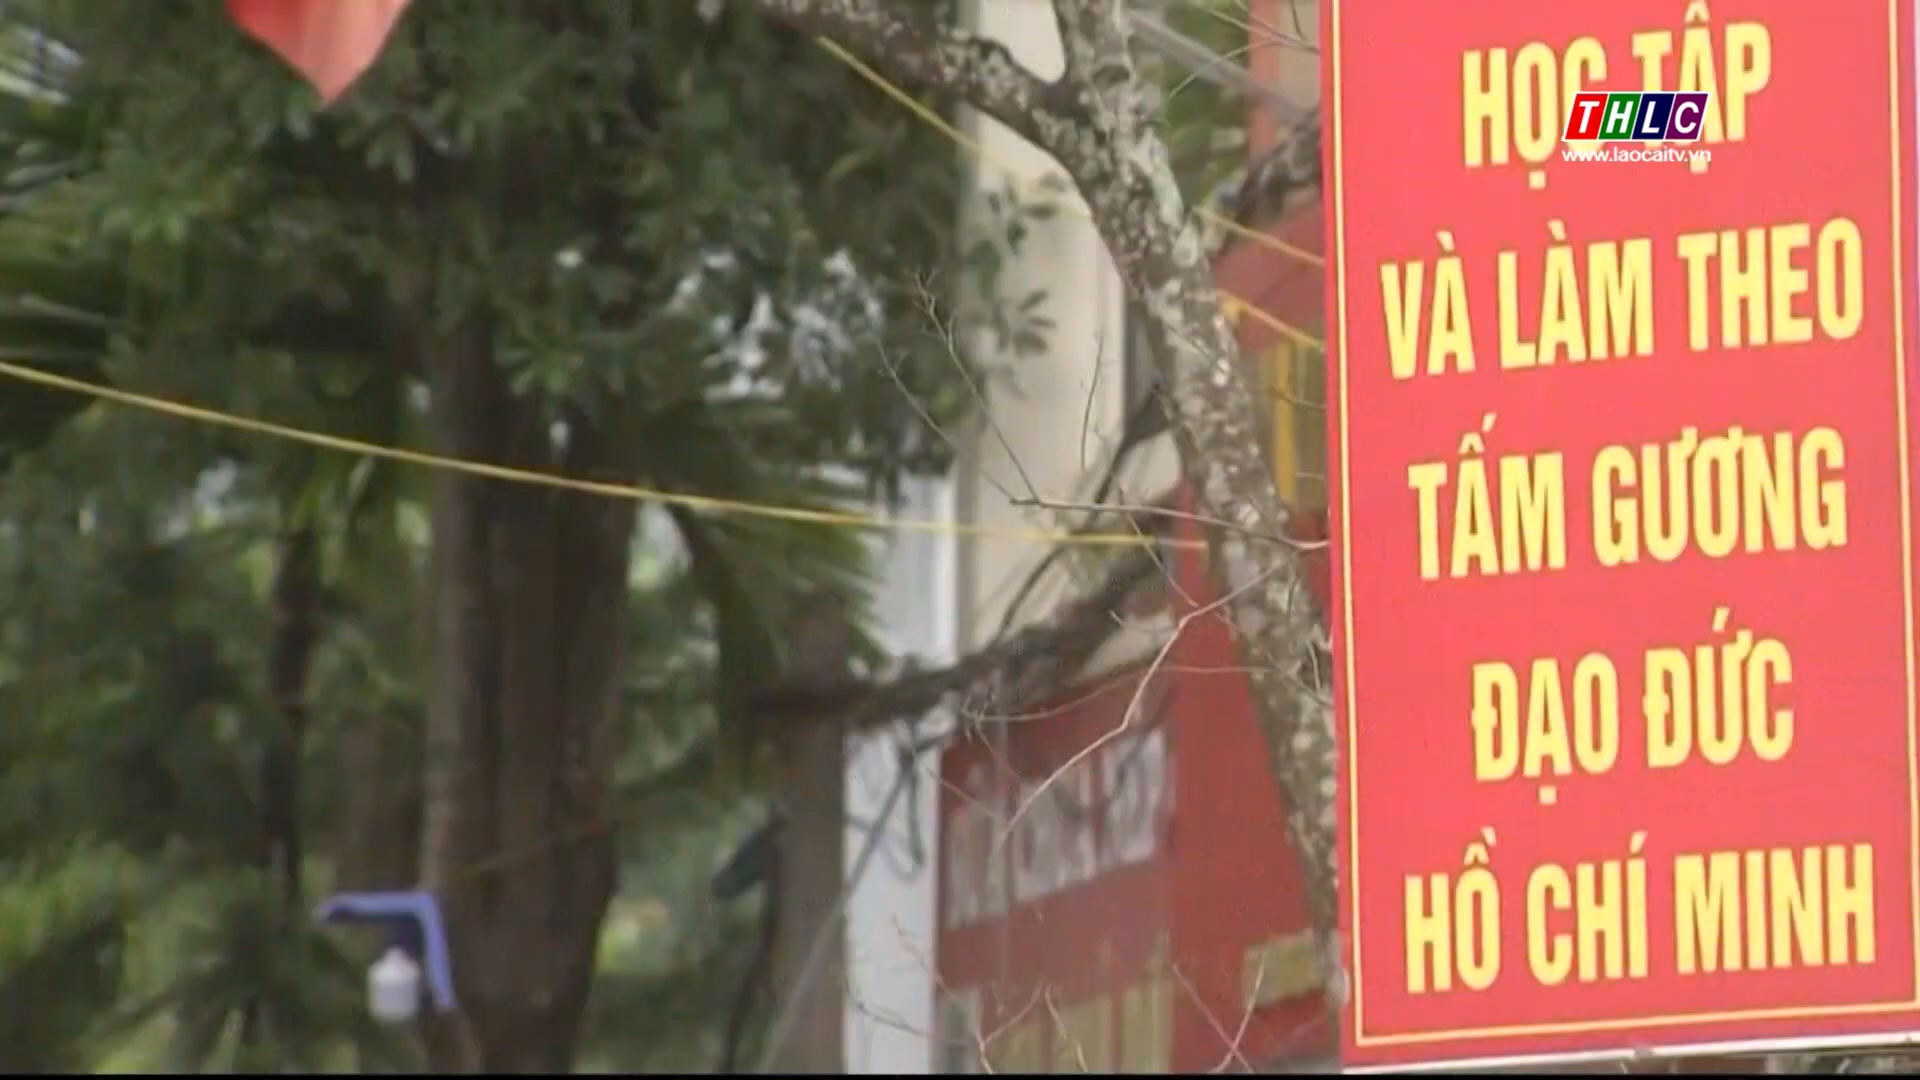 HỌC TẬP
THLC
www.laocaitv.vn
VÀ LÀM THEO
TẤM GƯƠNG
ĐẠO ĐỨC
HỒ CHÍ MINH